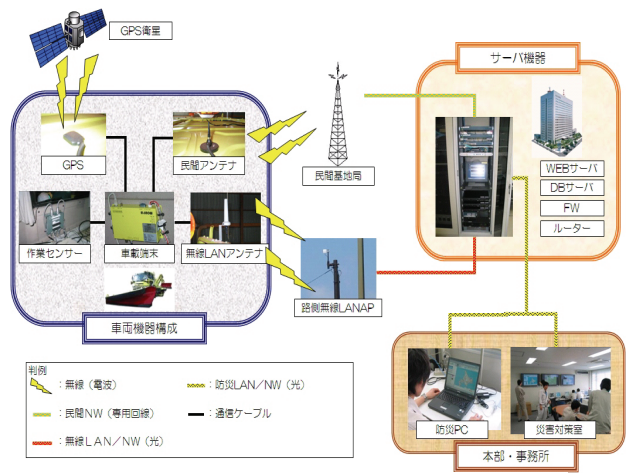 GPS衛星
サーバ機器
GPS
民間アンテナ
民間基地局
WEBサーバ
DBサーバ
FW
ルーター
作業センサー
車載端末
無線LANアンテナ
路側無線LANAP
車両機器構成
判例
：無線（電波）
：防災LAN／NW（光）
：民間NW（専用回線）
：通信ケーブル
：無線ＬＡＮ／NW（光）
防災PC
災害対策室
本部・事務所